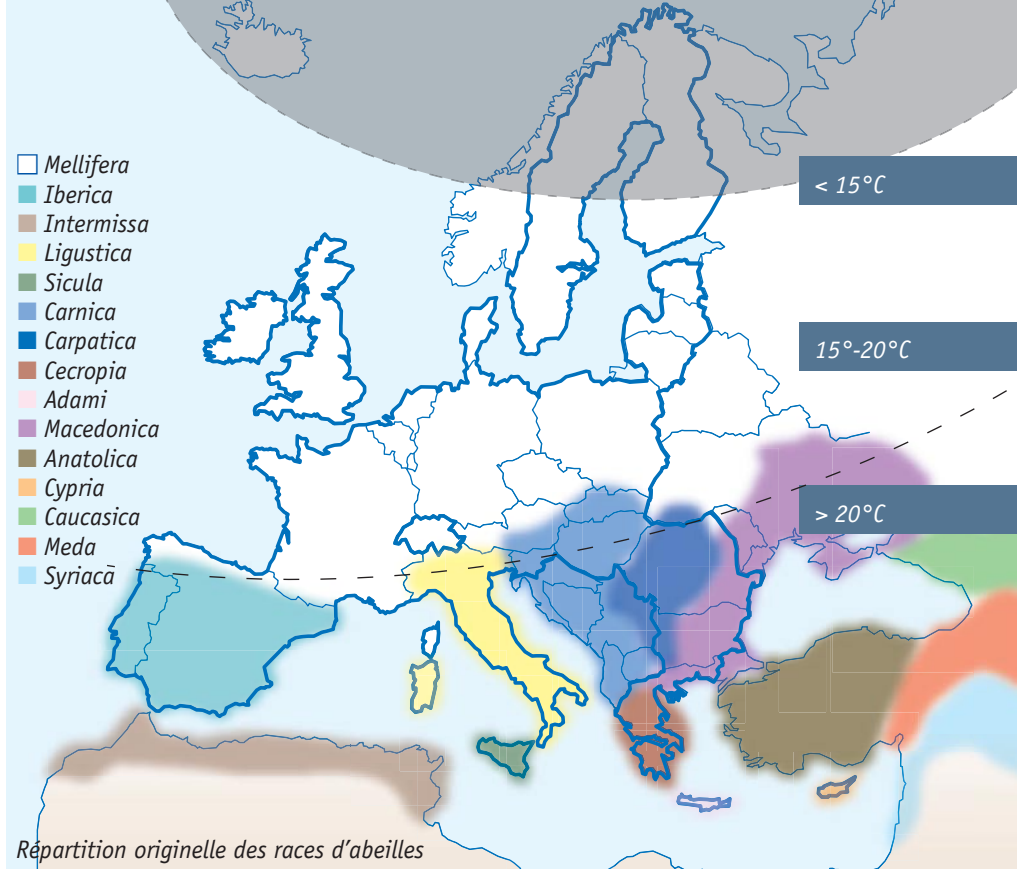 Mellifera
Iberica
Intermissa
Ligustica
Sicula
Carnica
Carpatica
Cecropia
Adami
Macedonica
Anatolica
Cypria
Caucasica
Meda
Syriaca
< 15°C
15°-20°C
> 20°C
Répartition originelle des races d'abeilles